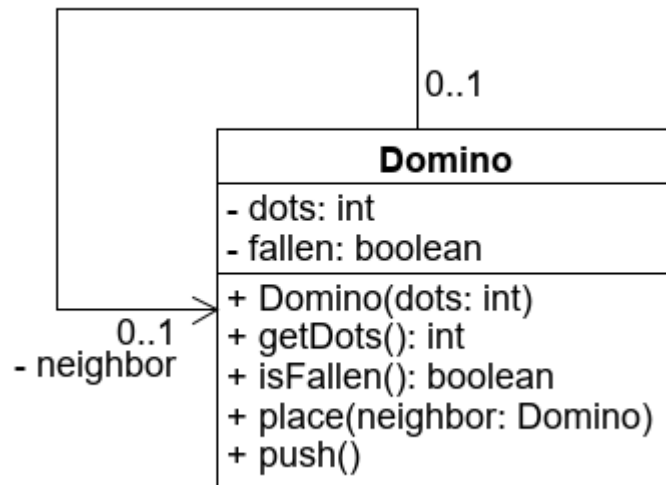 0..1
Domino
- dots: int
- fallen: boolean
+ Domino(dots: int)
0..1
- neighbor
+ getDots(): int
+ isFallen(): boolean
+ place(neighbor: Domino)
+ push()